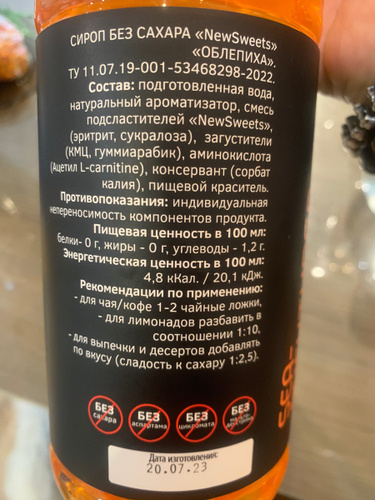 СИРОП БЕЗ САХАРА «NewSweets»
«ОБЛЕПИХА».
ТУ 11.07.19-001-53468298-2022.
Состав: подготовленная вода,
натуральный ароматизатор, смесь
подсластителей «NewSweets»,
(эритрит, сукралоза), загустители
(КМЦ, гуммиарабик), аминокислота
(Ацетил L-carnitine), консервант (сорбат
калия), пищевой краситель.
Противопоказания: индивидуальная
непереносимость компонентов продукта.
Пищевая ценность в 100 мл:
белки- 0 г, жиры - 0 г, углеводы - 1,2 г.
Энергетическая ценность в 100 мл:
4,8 кКал. / 20,1 кДж.
Рекомендации по применению:
- для чая/кофе 1-2 чайные ложки,
- для лимонадов разбавить в
соотношении 1:10,
- для выпечки и десертов добавлять
по вкусу (сладость к сахару 1:2,5).
БЕЗ сахара
БЕЗ аспартама
БЕЗ цикломата
БЕЗ
Дата изготовления:
20.07.23
SEA-